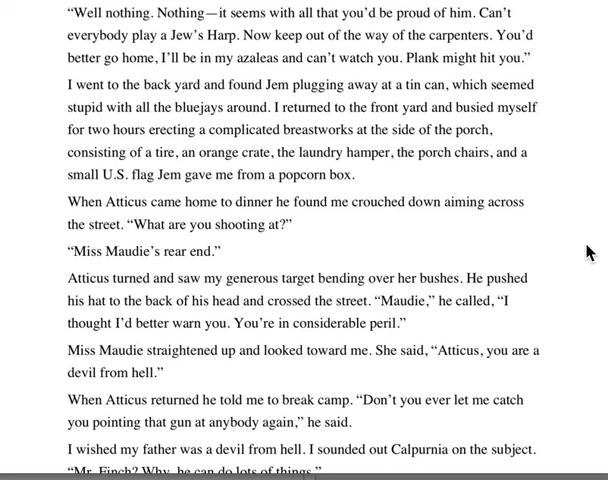 “Well nothing. Nothing—it seems with all that you’d be proud of him. Can’t
everybody play a Jew’s Harp. Now keep out of the way of the carpenters. You’d
better go home, I’ll be in my azaleas and can’t watch you. Plank might hit you.”
I went to the back yard and found Jem plugging away at a tin can, which seemed
stupid with all the bluejays around. I returned to the front yard and busied myself
for two hours erecting a complicated breastworks at the side of the porch,
consisting of a tire, an orange crate, the laundry hamper, the porch chairs, and a
small U.S. flag Jem gave me from a popcorn box.
When Atticus came home to dinner he found me crouched down aiming across
the street. “What are you shooting at?”
“Miss Maudie’s rear end.”
Atticus turned and saw my generous target bending over her bushes. He pushed
his hat to the back of his head and crossed the street. “Maudie,” he called, “I
thought I’d better warn you. You’re in considerable peril.”
Miss Maudie straightened up and looked toward me. She said, “Atticus, you are a
devil from hell.”
When Atticus returned he told me to break camp. “Don’t you ever let me catch
you pointing that gun at anybody again,” he said.
I wished my father was a devil from hell. I sounded out Calpurnia on the subject.
“Mr. Finch? Why, he can do lots of things.”